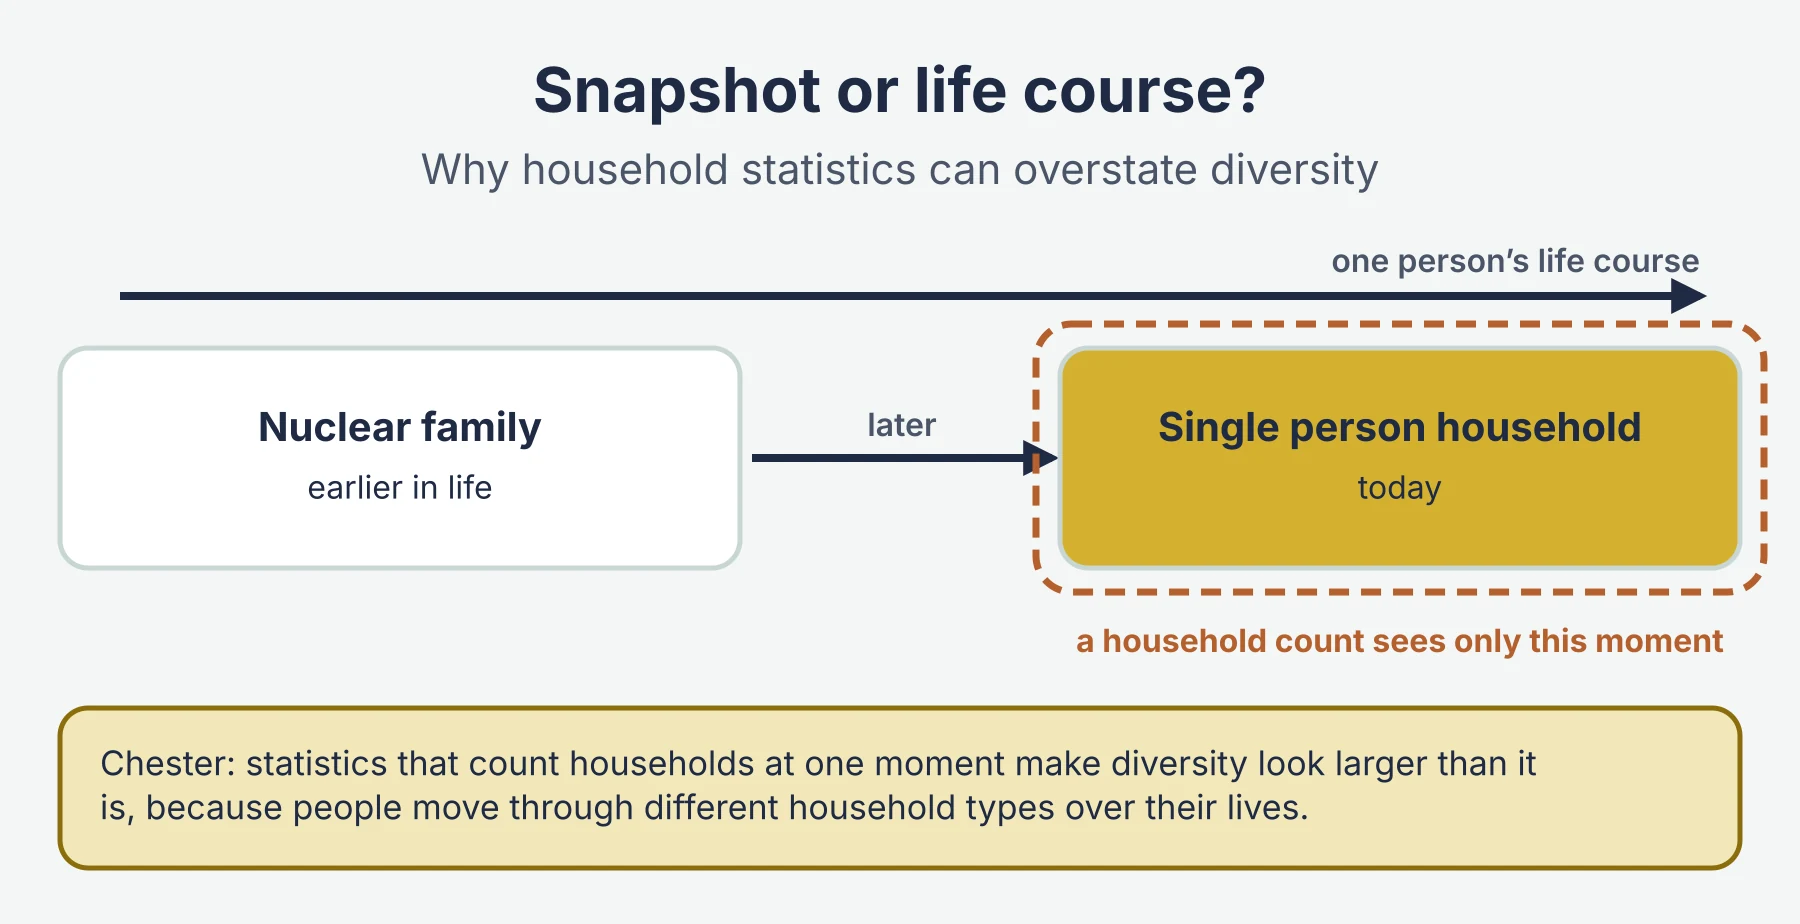 Snapshot or life course?
Why household statistics can overstate diversity
one person’s life course
Nuclear family
earlier in life
later
Single person household
today
a household count sees only this moment
Chester: statistics that count households at one moment make diversity look larger than it
is, because people move through different household types over their lives.